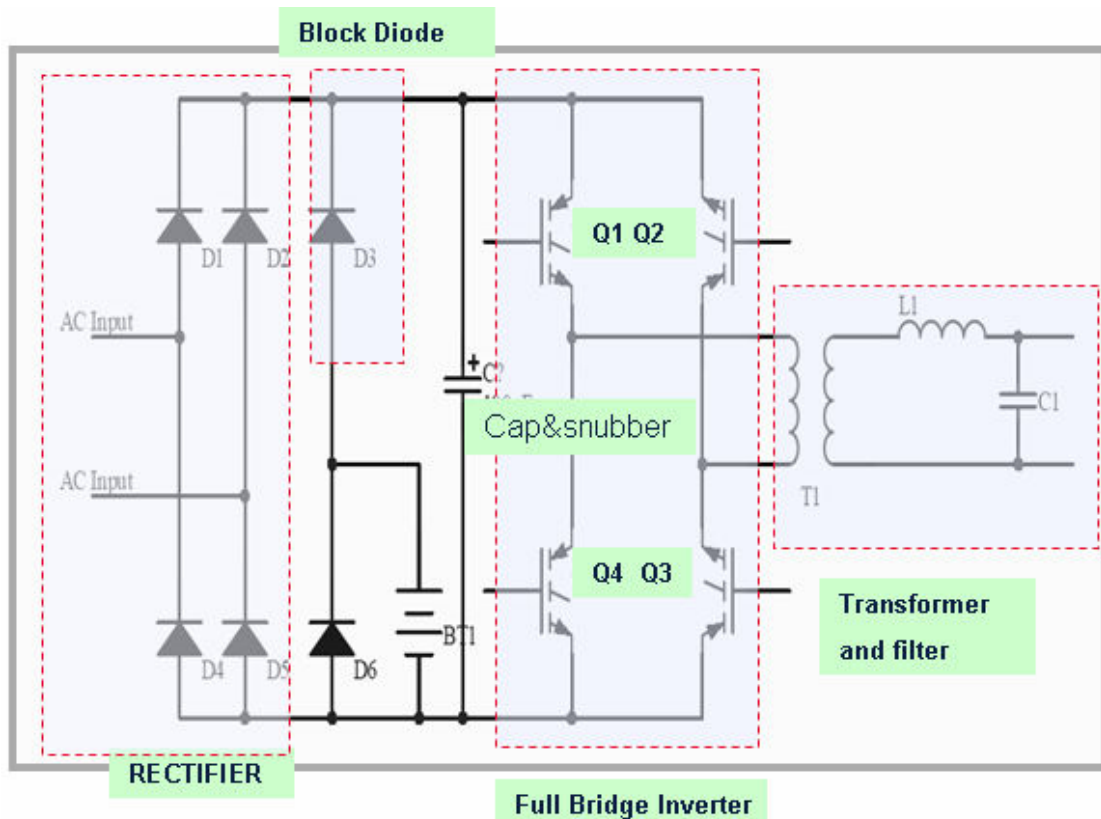 Block Diode
D1
D2
D3
Q1 Q2
AC Input
L1
C?
C1
Cap&snubber
AC Input
T1
Q4 Q3
BT1
D4
D5
D6
Transformer
and filter
RECTIFIER
Full Bridge Inverter